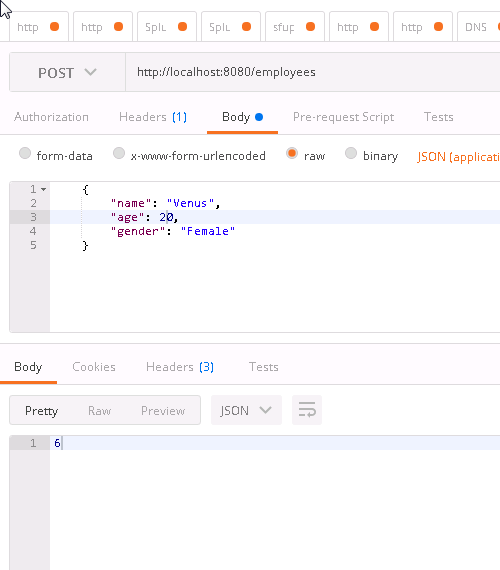 http http Splu Splu sfup http http DNS
POST http://localhost:8080/employees
Authorization Headers (1) Body Pre-request Script Tests
form-data x-www-form-urlencoded raw binary JSON (applicati
1 {
2 "name": "Venus",
3 "age": 20,
4 "gender": "Female"
5 }
Body Cookies Headers (3) Tests
Pretty Raw Preview JSON
1 6